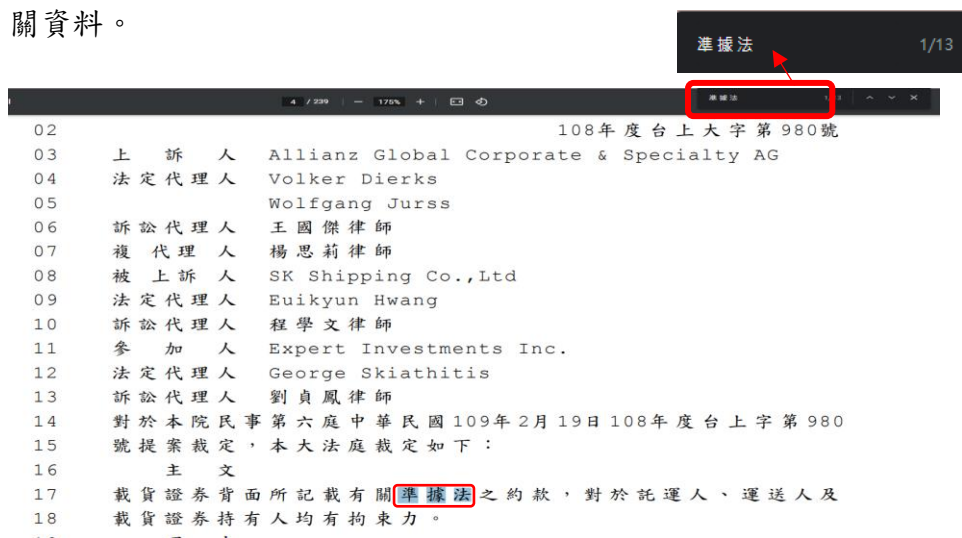 關資料。
準據法 1/13
4 / 239 | — 175% + |
準據法
02 108年度台上大字第980號
03 上訴人 Allianz Global Corporate & Specialty AG
04 法定代理人 Volker Dierks
05 Wolfgang Jurss
06 訴訟代理人 王國傑律師
07 複代理人 楊思莉律師
08 被上訴人 SK Shipping Co.,Ltd
09 法定代理人 Euikyun Hwang
10 訴訟代理人 程學文律師
11 參加人 Expert Investments Inc.
12 法定代理人 George Skiathitis
13 訴訟代理人 劉貞鳳律師
14 對於本院民事第六庭中華民國109年2月19日108年度台上字第980
15 號提案裁定，本大法庭裁定如下：
16 主文
17 載貨證券背面所記載有關準據法之約款，對於託運人、運送人及
18 載貨證券持有人均有拘束力。